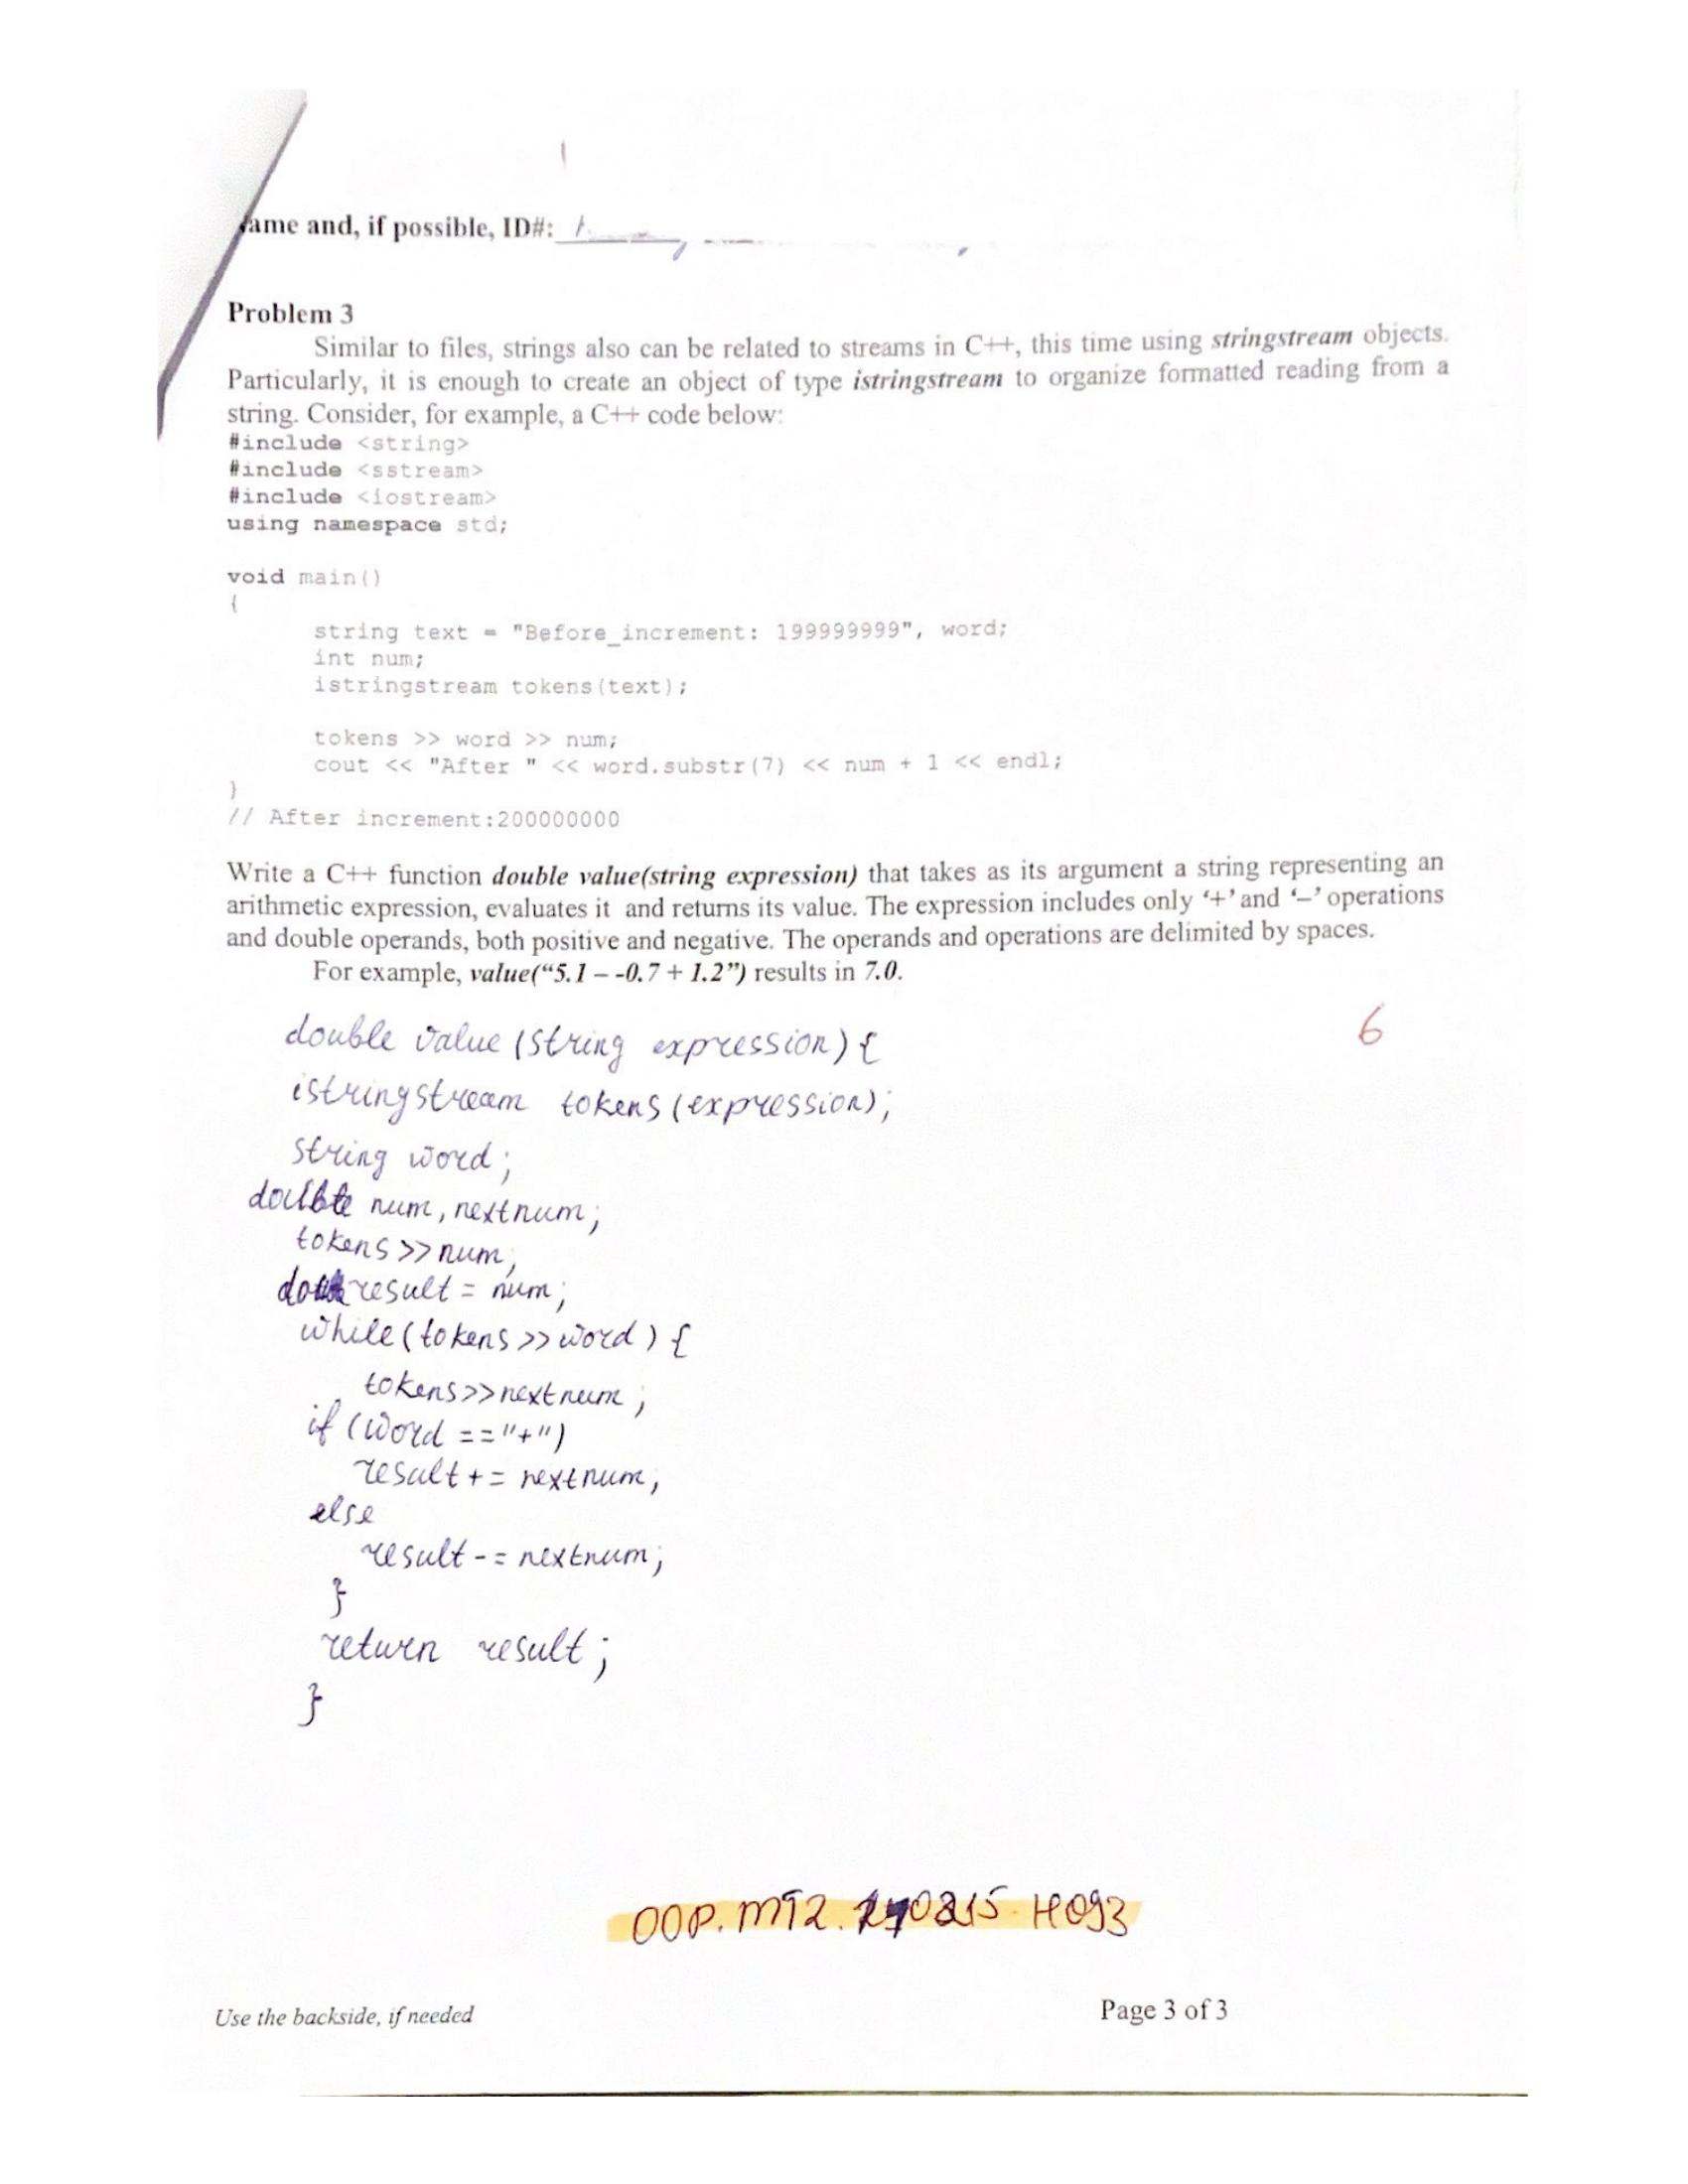 ame and, if possible, ID#:
Problem 3
Similar to files, strings also can be related to streams in C++, this time using stringstream objects.
Particularly, it is enough to create an object of type istringstream to organize formatted reading from a
string. Consider, for example, a C++ code below:
#include <string>
#include <sstream>
#include <iostream>
using namespace std;
void main()
{
string text = "Before_increment: 199999999", word;
int num;
istringstream tokens(text);
tokens >> word >> num;
cout << "After " << word.substr(7) << num + 1 << endl;
}
// After increment:200000000
Write a C++ function double value(string expression) that takes as its argument a string representing an
arithmetic expression, evaluates it and returns its value. The expression includes only ‘+’ and ‘–’ operations
and double operands, both positive and negative. The operands and operations are delimited by spaces.
For example, value(“5.1 – -0.7 + 1.2”) results in 7.0.
6
double value (string expression) {
istringstream tokens (expression);
string word;
double num, nextnum;
tokens >> num;
result = num;
while (tokens >> word) {
tokens >> nextnum;
if (word == "+")
result += nextnum;
else
result -= nextnum;
}
return result;
}
OOP.MT2. H093
Use the backside, if needed
Page 3 of 3